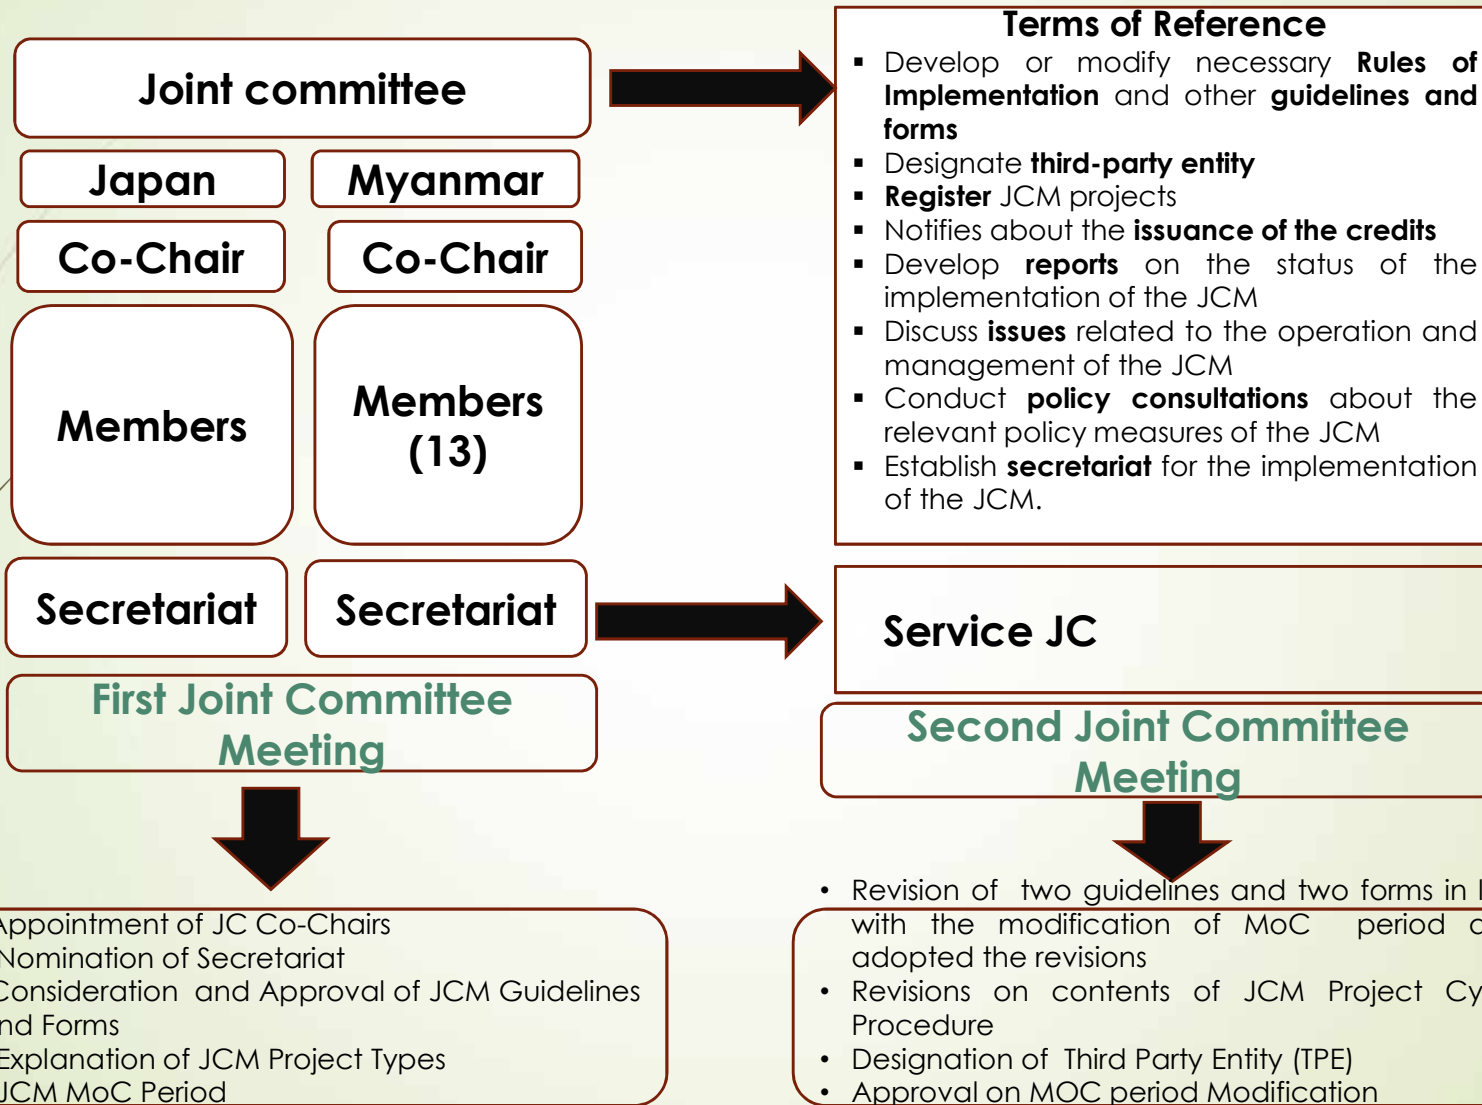 Joint committee
Japan
Myanmar
Co-Chair
Co-Chair
Members
Members
(13)
Secretariat
Secretariat
Terms of Reference
▪ Develop or modify necessary Rules of
Implementation and other guidelines and
forms
▪ Designate third-party entity
▪ Register JCM projects
▪ Notifies about the issuance of the credits
▪ Develop reports on the status of the
implementation of the JCM
▪ Discuss issues related to the operation and
management of the JCM
▪ Conduct policy consultations about the
relevant policy measures of the JCM
▪ Establish secretariat for the implementation
of the JCM.
Service JC
First Joint Committee
Meeting
Appointment of JC Co-Chairs
Nomination of Secretariat
Consideration and Approval of JCM Guidelines
and Forms
Explanation of JCM Project Types
JCM MoC Period
Second Joint Committee
Meeting
• Revision of two guidelines and two forms in
with the modification of MoC period
adopted the revisions
• Revisions on contents of JCM Project
Procedure
• Designation of Third Party Entity (TPE)
• Approval on MOC period Modification